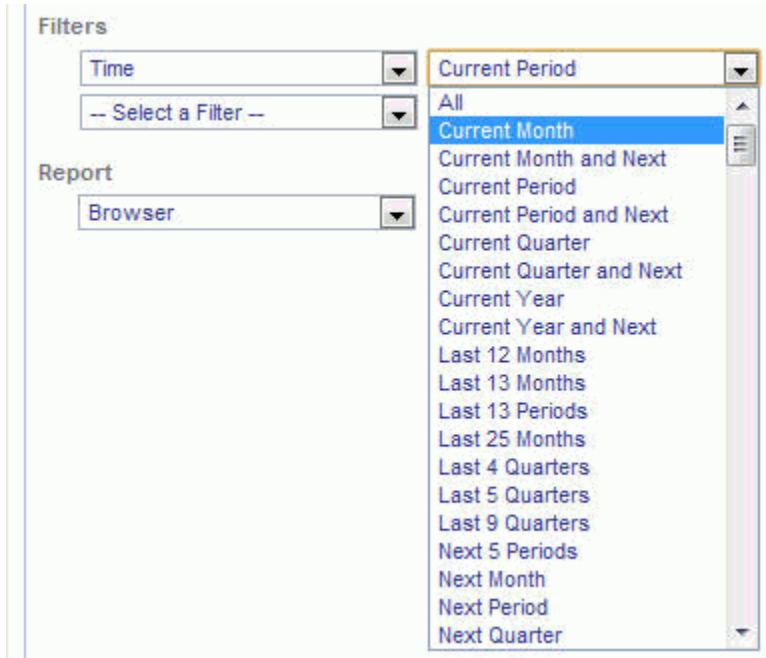 Filters
Time
Current Period
-- Select a Filter --
Report
Browser
All
Current Month
Current Month and Next
Current Period
Current Period and Next
Current Quarter
Current Quarter and Next
Current Year
Current Year and Next
Last 12 Months
Last 13 Months
Last 13 Periods
Last 25 Months
Last 4 Quarters
Last 5 Quarters
Last 9 Quarters
Next 5 Periods
Next Month
Next Period
Next Quarter